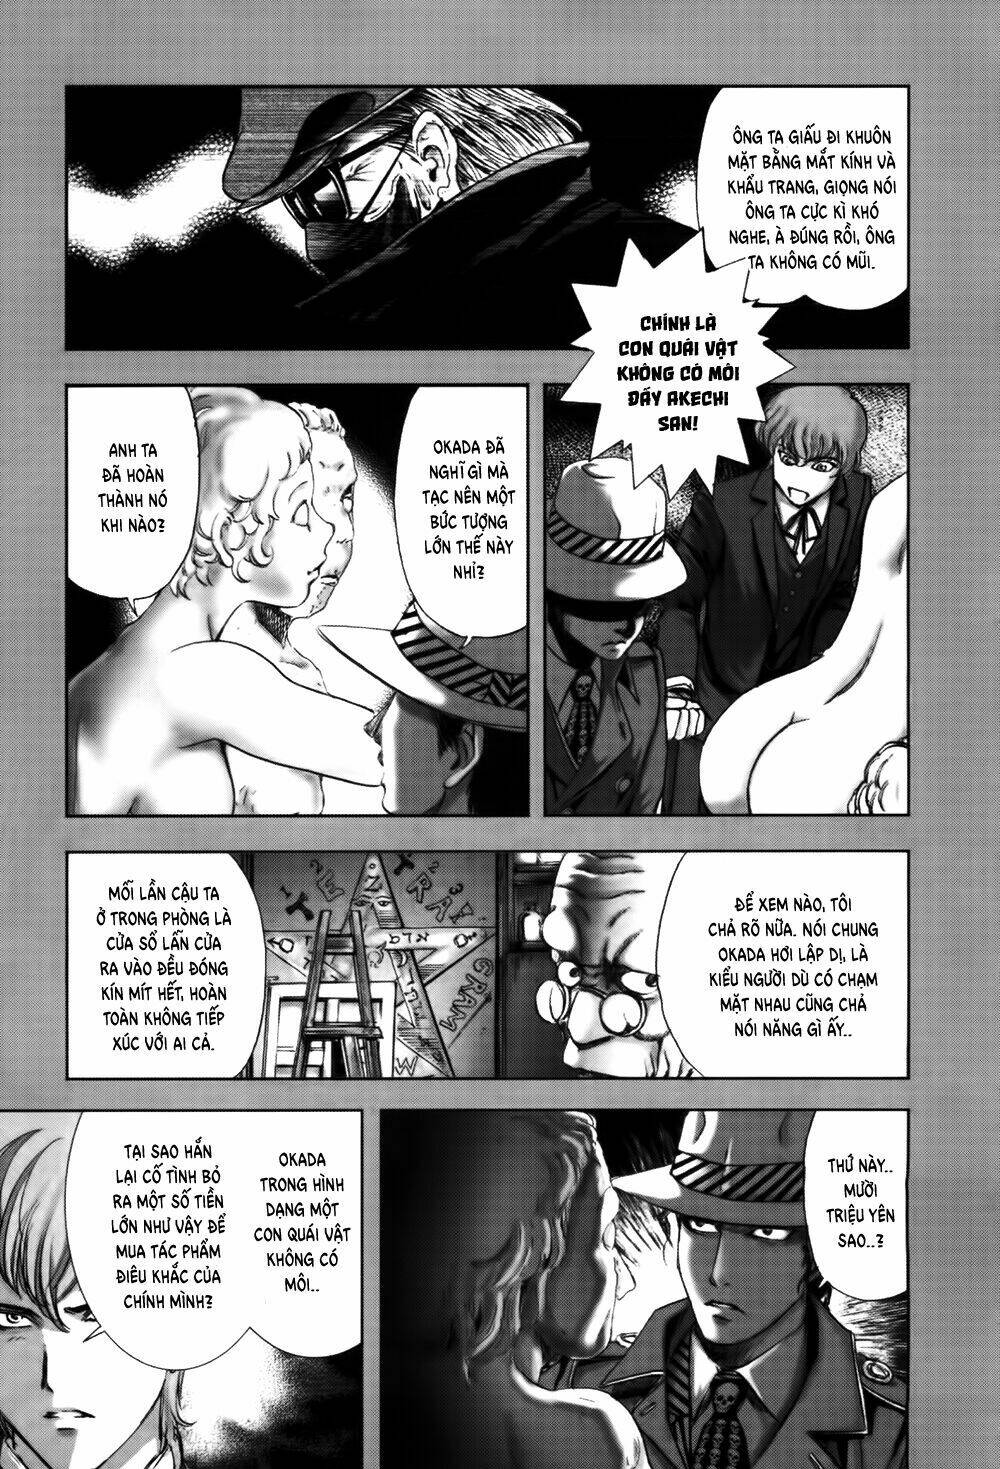 ÔNG TA GIẤU ĐI KHUÔN
MẶT BẰNG MẮT KÍNH VÀ
KHẨU TRANG, GIỌNG NÓI
ÔNG TA CỰC KÌ KHÓ
NGHE, À ĐÚNG RỒI, ÔNG
TA KHÔNG CÓ MŨI.
CHÍNH LÀ
CON QUÁI VẬT
KHÔNG CÓ MÔI
ĐẤY AKECHI
SAN!
OKADA ĐÃ
NGHĨ GÌ MÀ
TẠC NÊN MỘT
BỨC TƯỢNG
LỚN THẾ NÀY
NHỈ?
ANH TA
ĐÃ HOÀN
THÀNH NÓ
KHI NÀO?
ĐỂ XEM NÀO, TÔI
CHẢ RÕ NỮA. NÓI CHUNG
OKADA HƠI LẬP DỊ, LÀ
KIỂU NGƯỜI DÙ CÓ CHẠM
MẶT NHAU CŨNG CHẢ
NÓI NĂNG GÌ ẤY..
MỖI LẦN CẬU TA
Ở TRONG PHÒNG LÀ
CỬA SỔ LẪN CỬA
RA VÀO ĐỀU ĐÓNG
KÍN MÍT HẾT, HOÀN
TOÀN KHÔNG TIẾP
XÚC VỚI AI CẢ.
TE
TRA
GRAM
THỨ NÀY..
MƯỜI
TRIỆU YÊN
SAO..?
OKADA
TRONG HÌNH
DẠNG MỘT
CON QUÁI VẬT
KHÔNG CÓ
MÔI..
TẠI SAO HẮN
LẠI CỐ TÌNH BỎ
RA MỘT SỐ TIỀN
LỚN NHƯ VẬY ĐỂ
MUA TÁC PHẨM
ĐIÊU KHẮC CỦA
CHÍNH MÌNH?